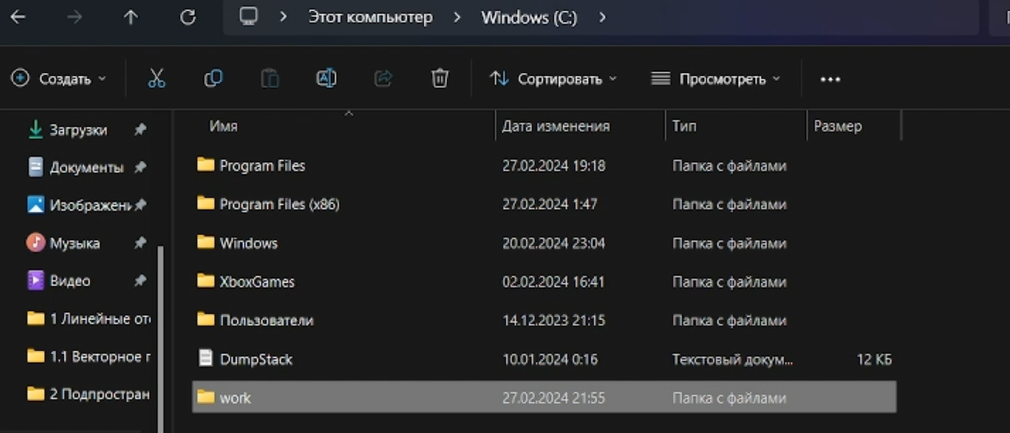 Этот компьютер > Windows (C:) >
Создать Сортировать Просмотреть ...
Имя Дата изменения Тип Размер
Загрузки
Документы
Изображени
Музыка
Видео
1 Линейные от
1.1 Векторное п
2 Подпростран
Program Files 27.02.2024 19:18 Папка с файлами
Program Files (x86) 27.02.2024 1:47 Папка с файлами
Windows 20.02.2024 23:04 Папка с файлами
XboxGames 02.02.2024 16:41 Папка с файлами
Пользователи 14.12.2023 21:15 Папка с файлами
DumpStack 10.01.2024 0:16 Текстовый докум... 12 КБ
work 27.02.2024 21:55 Папка с файлами